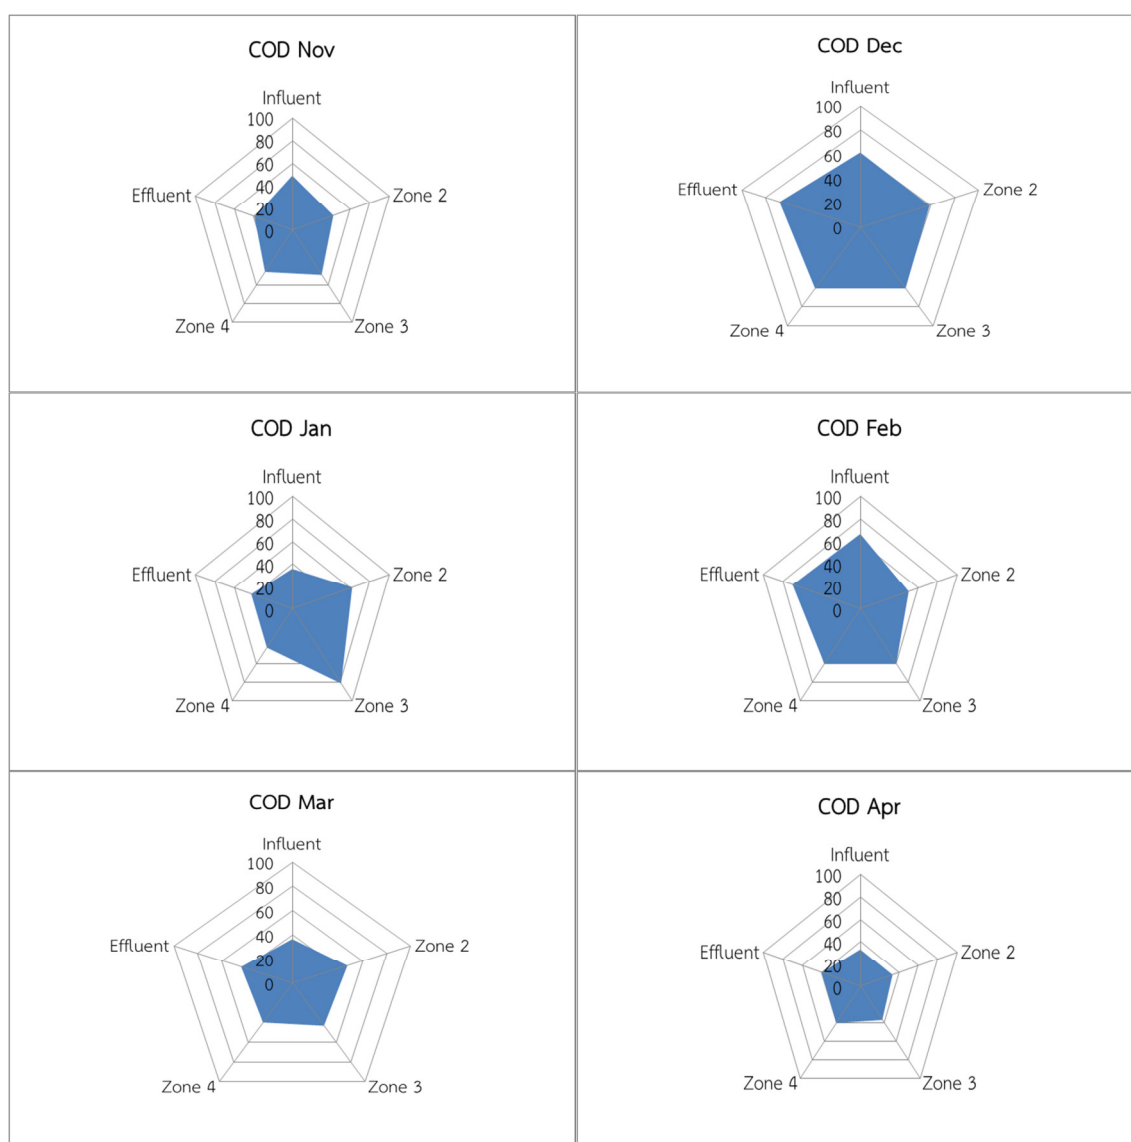 COD Nov
Influent
100
80
60
40
20
0
Effluent
Zone 2
Zone 4
Zone 3
COD Dec
Influent
100
80
60
40
20
0
Effluent
Zone 2
Zone 4
Zone 3
COD Jan
Influent
100
80
60
40
20
0
Effluent
Zone 2
Zone 4
Zone 3
COD Feb
Influent
100
80
60
40
20
0
Effluent
Zone 2
Zone 4
Zone 3
COD Mar
Influent
100
80
60
40
20
0
Effluent
Zone 2
Zone 4
Zone 3
COD Apr
Influent
100
80
60
40
20
0
Effluent
Zone 2
Zone 4
Zone 3